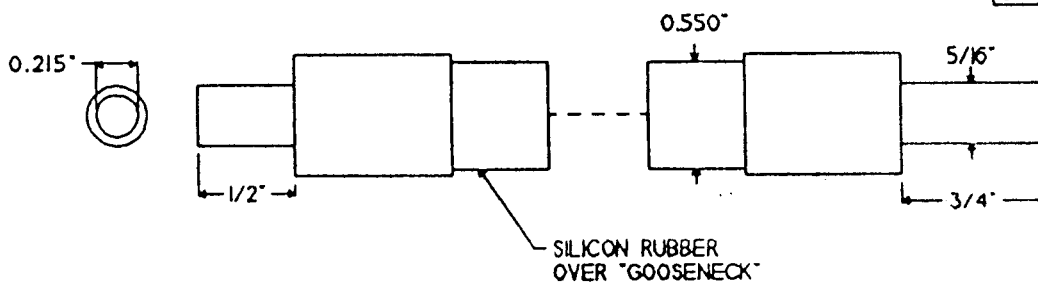 0.550"
0.215"
5/16"
1/2"
3/4"
SILICON RUBBER
OVER "GOOSENECK"